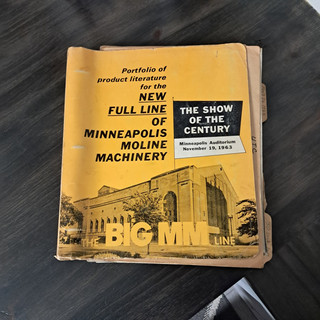 Portfolio of
product literature
for the
NEW
FULL LINE
OF
MINNEAPOLIS
MOLINE
MACHINERY
THE SHOW
OF THE
CENTURY
Minneapolis Auditorium
November 19, 1963
THE BIG MM LINE